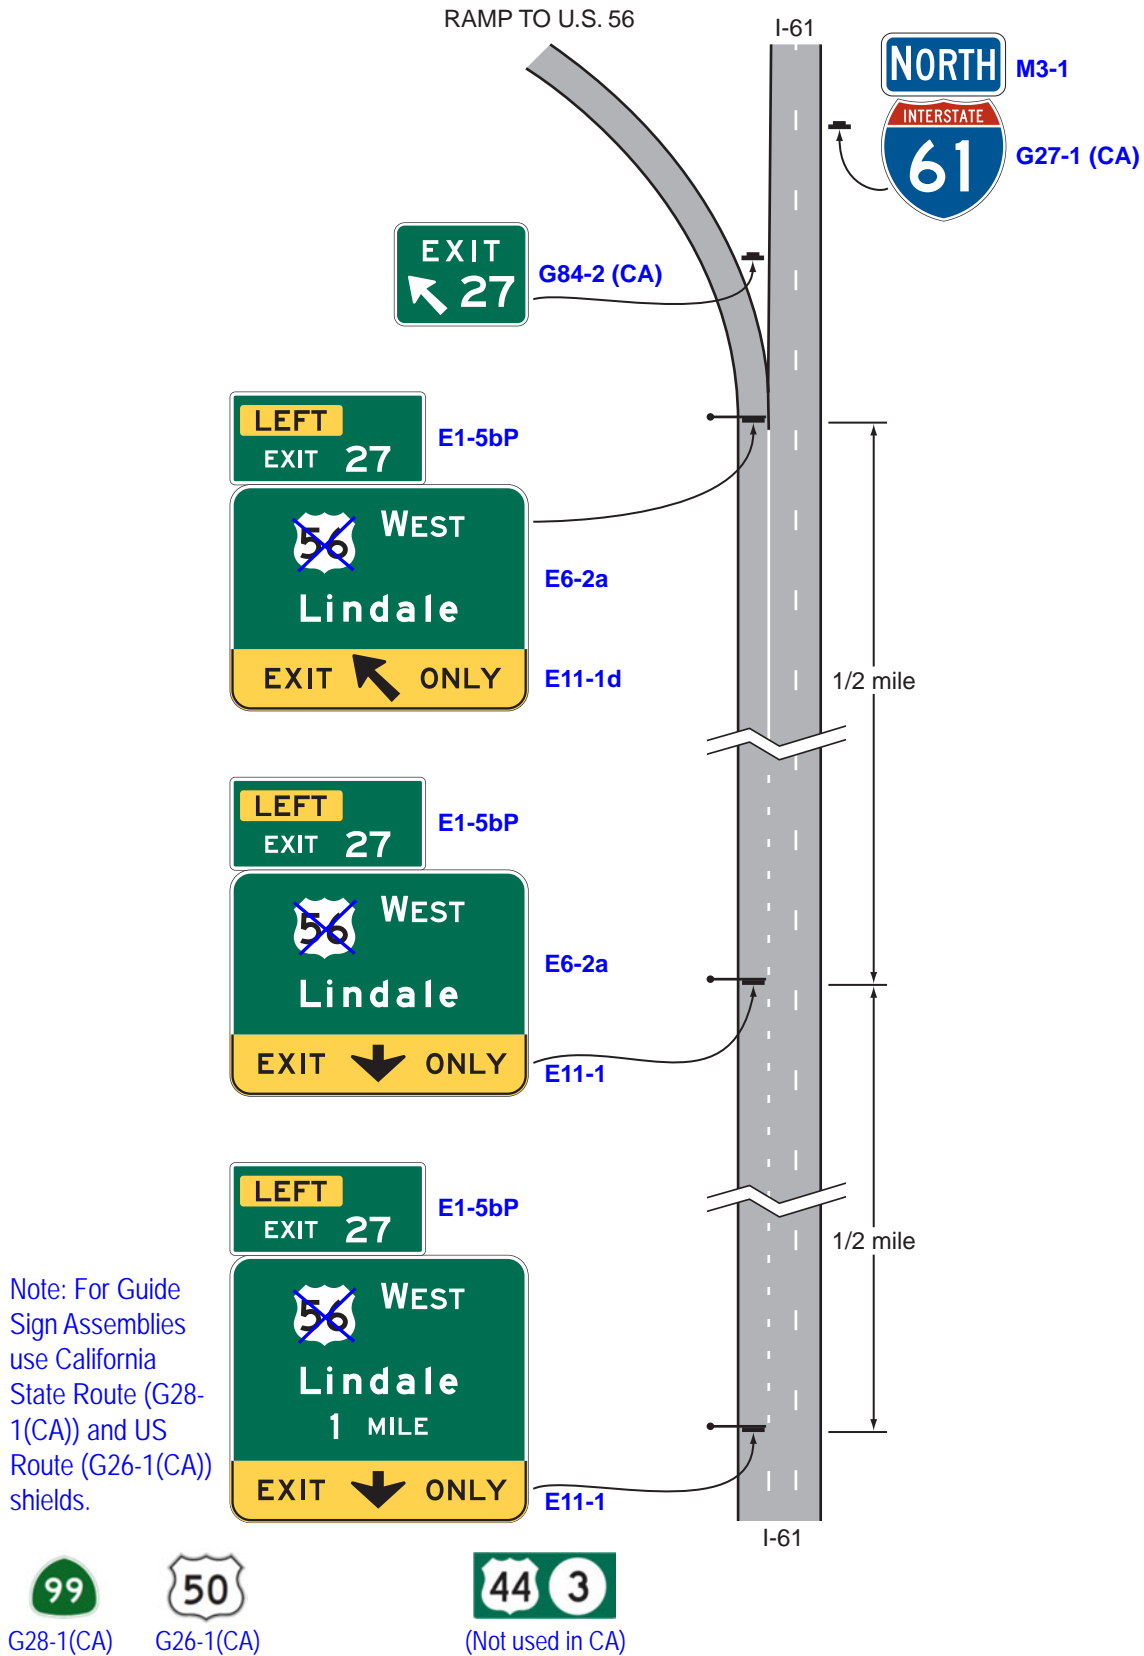 RAMP TO U.S. 56
I-61
NORTH
M3-1
INTERSTATE
61
G27-1 (CA)
EXIT
27
G84-2 (CA)
LEFT
EXIT 27
E1-5bP
56 WEST
Lindale
E6-2a
EXIT ONLY
E11-1d
1/2 mile
LEFT
EXIT 27
E1-5bP
56 WEST
Lindale
E6-2a
EXIT ONLY
E11-1
LEFT
EXIT 27
E1-5bP
1/2 mile
56 WEST
Lindale
1 MILE
EXIT ONLY
E11-1
Note: For Guide
Sign Assemblies
use California
State Route (G28-
1(CA)) and US
Route (G26-1(CA))
shields.
I-61
99
50
44 3
G28-1(CA)
G26-1(CA)
(Not used in CA)